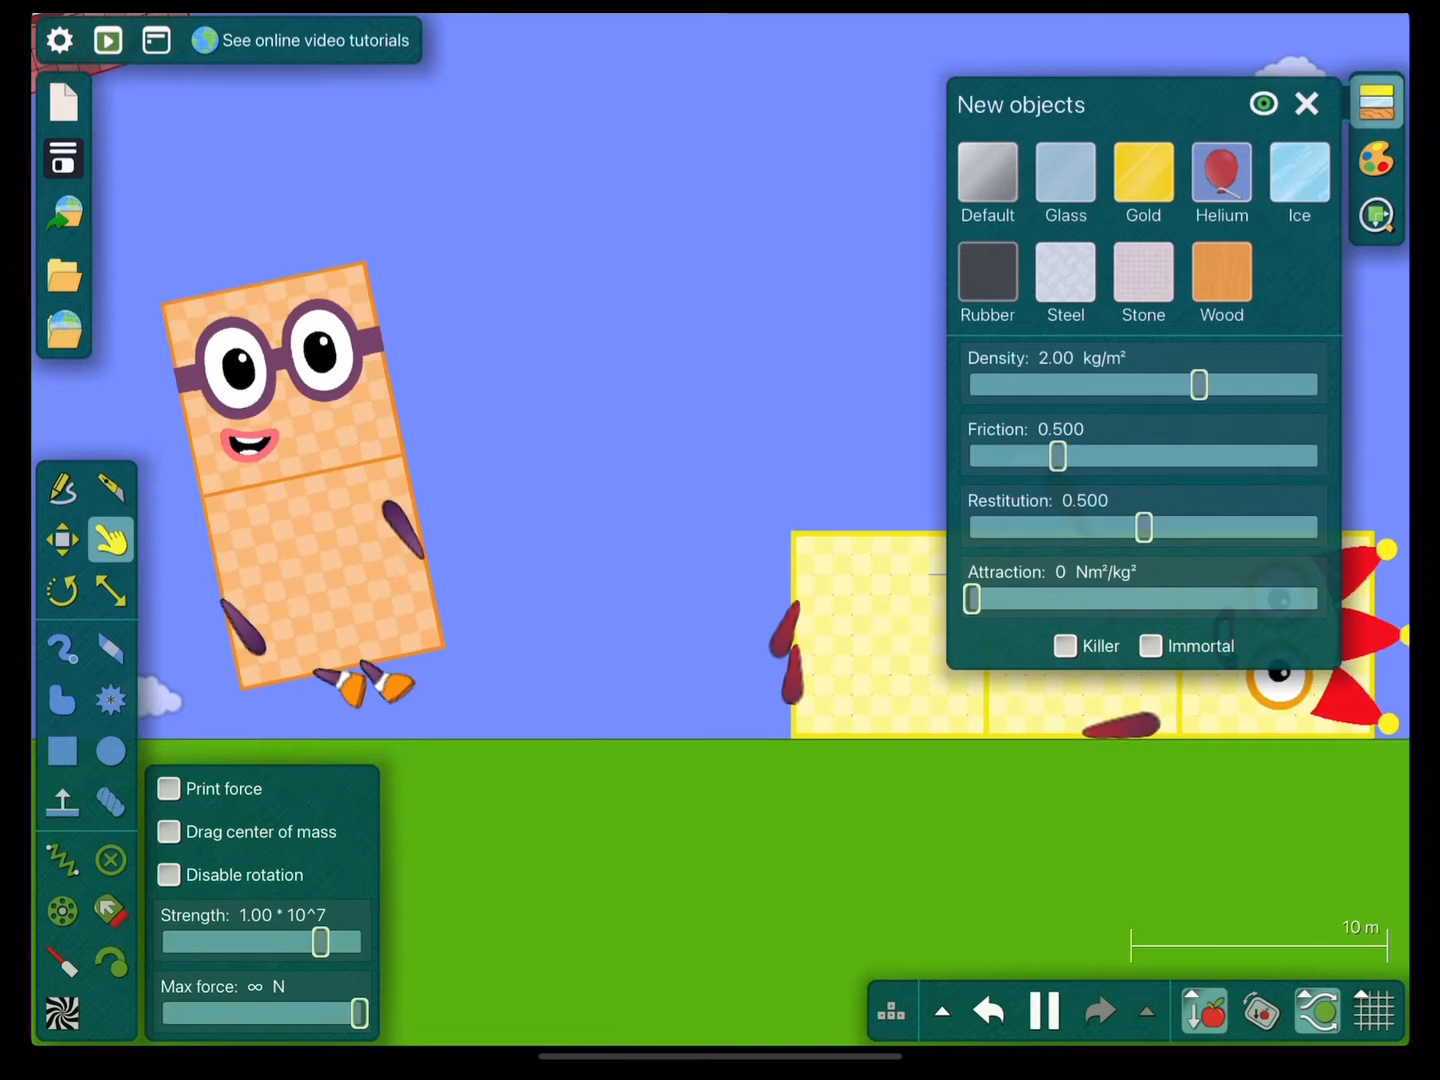 See online video tutorials
New objects
Default Glass Gold Helium Ice
Rubber Steel Stone Wood
Density: 2.00 kg/m²
Friction: 0.500
Restitution: 0.500
Attraction: 0 Nm²/kg²
Killer Immortal
Print force
Drag center of mass
Disable rotation
Strength: 1.00 * 10^7
Max force: ∞ N
10 m